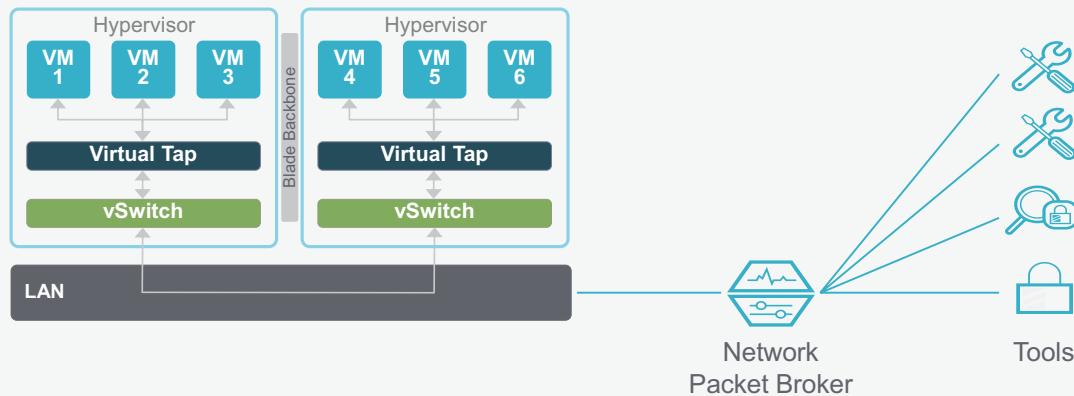 Hypervisor
VM 1
VM 2
VM 3
Virtual Tap
vSwitch
Blade Backbone
Hypervisor
VM 4
VM 5
VM 6
Virtual Tap
vSwitch
LAN
Network
Packet Broker
Tools